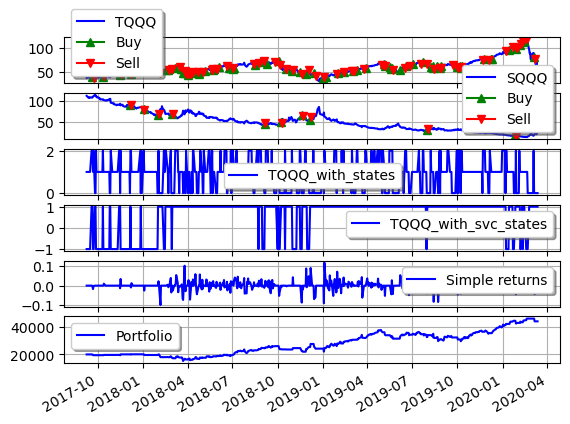 TQQQ
Buy
Sell
100
50
SQQQ
Buy
Sell
100
50
2
0
TQQQ_with_states
1
0
−1
TQQQ_with_svc_states
0.1
0.0
−0.1
Simple returns
40000
20000
Portfolio
2017-10
2018-01
2018-04
2018-07
2018-10
2019-01
2019-04
2019-07
2019-10
2020-01
2020-04